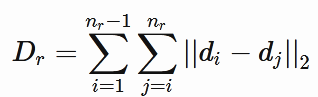 $D_r = \sum_{i=1}^{n_r-1} \sum_{j=i}^{n_r} ||d_i - d_j||_2$